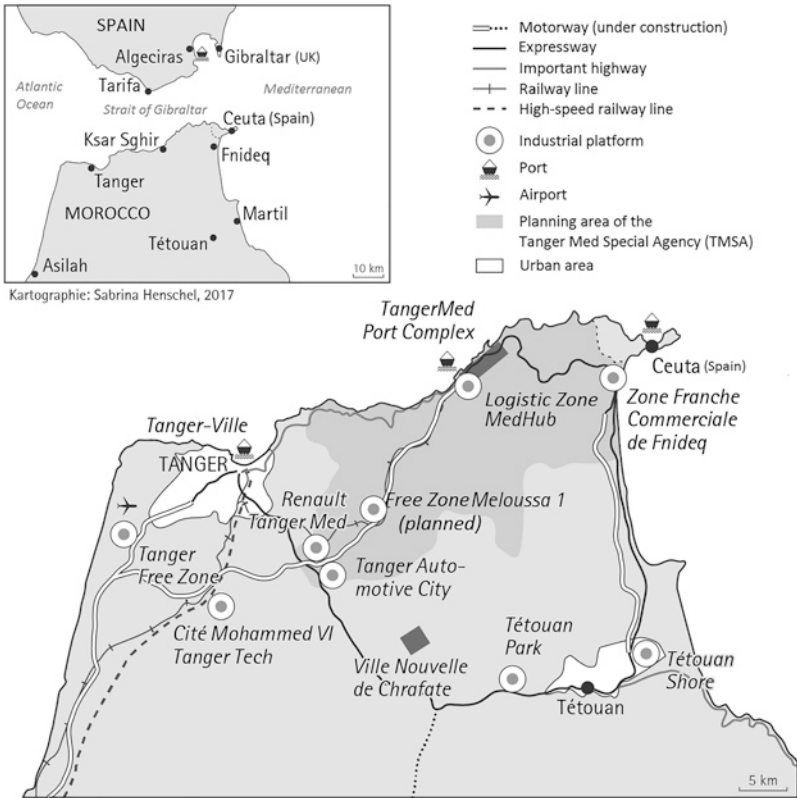 SPAIN
Algeciras
Gibraltar (UK)
Tarifa
Atlantic
Ocean
Mediterranean
Strait of Gibraltar
Ceuta (Spain)
Ksar Sghir
Fnideq
Tanger
MOROCCO
Martil
Tétouan
Asilah
10 km
Kartographie: Sabrina Henschel, 2017
Motorway (under construction)
Expressway
Important highway
Railway line
High-speed railway line
Industrial platform
Port
Airport
Planning area of the
Tanger Med Special Agency (TMSA)
Urban area
TangerMed
Port Complex
Ceuta (Spain)
Logistic Zone
MedHub
Zone Franche
Commerciale
de Fnideq
Tanger-Ville
TANGER
Renault
Tanger Med
Free Zone Meloussa 1
(planned)
Tanger
Free Zone
Tanger Auto-
motive City
Cité Mohammed VI
Tanger Tech
Ville Nouvelle
de Chrafate
Tétouan
Park
Tétouan
Shore
Tétouan
5 km